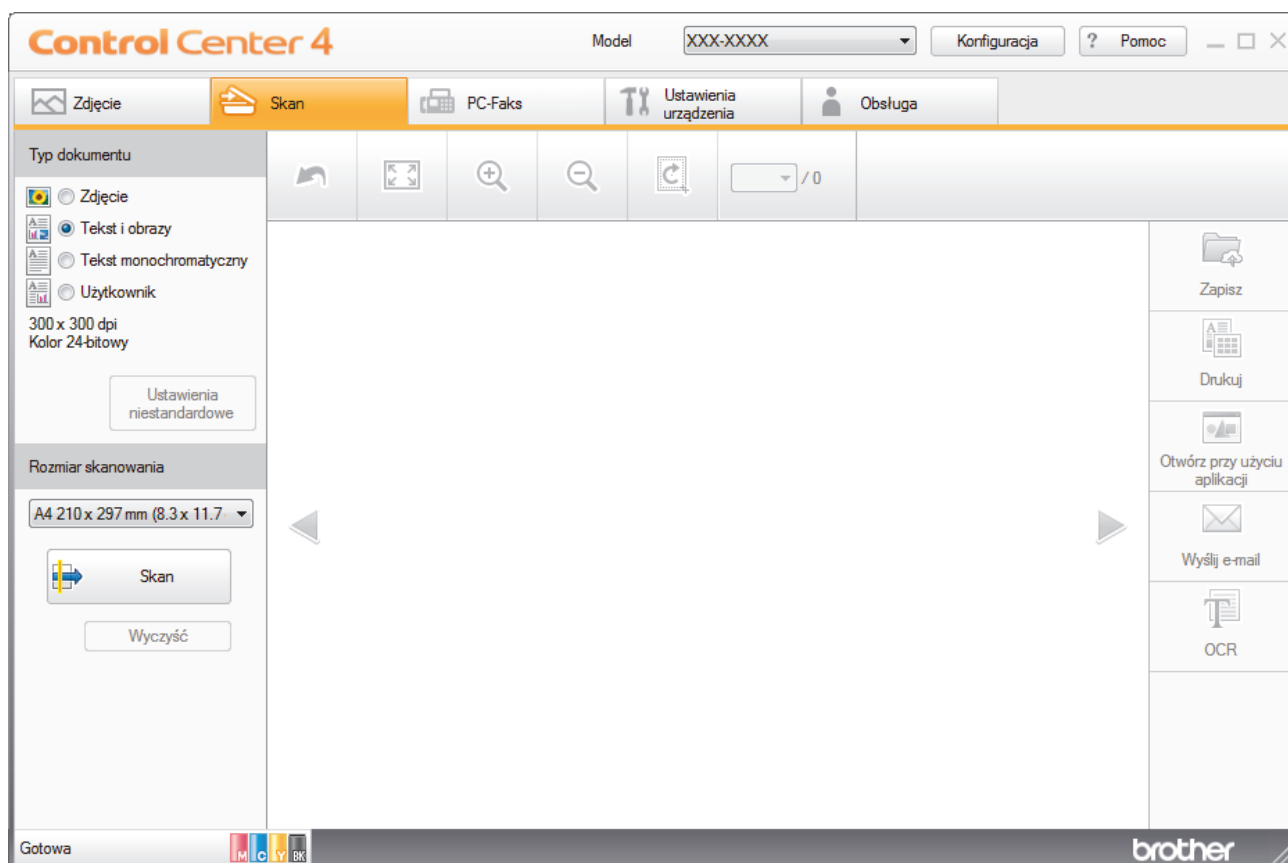 Control Center 4
Model
XXX-XXXX
Konfiguracja
? Pomoc
Zdjęcie
Skan
PC-Faks
Ustawienia
urządzenia
Obsługa
Typ dokumentu
Zdjęcie
Tekst i obrazy
Tekst monochromatyczny
Użytkownik
300 x 300 dpi
Kolor 24-bitowy
Ustawienia
niestandardowe
Rozmiar skanowania
A4 210 x 297 mm (8.3 x 11.7
Skan
Wyczyść
/ 0
Zapisz
Drukuj
Otwórz przy użyciu
aplikacji
Wyślij e-mail
OCR
Gotowa
M C Y BK
brother